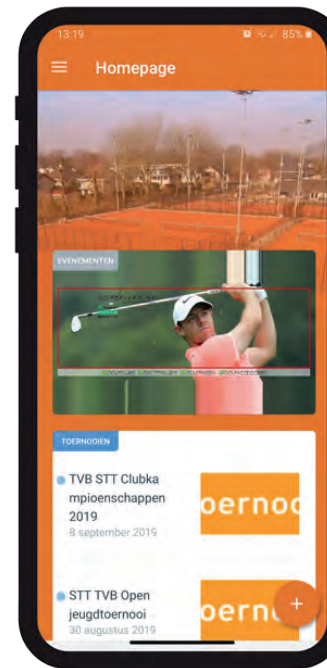 13:19
85%
Homepage
EVENEMENTEN
TOERNOOIEN
TVB STT Clubka
mpioenschappen
2019
8 september 2019
oernoo
STT TVB Open
jeugdtoernooi
30 augustus 2019
oern
+